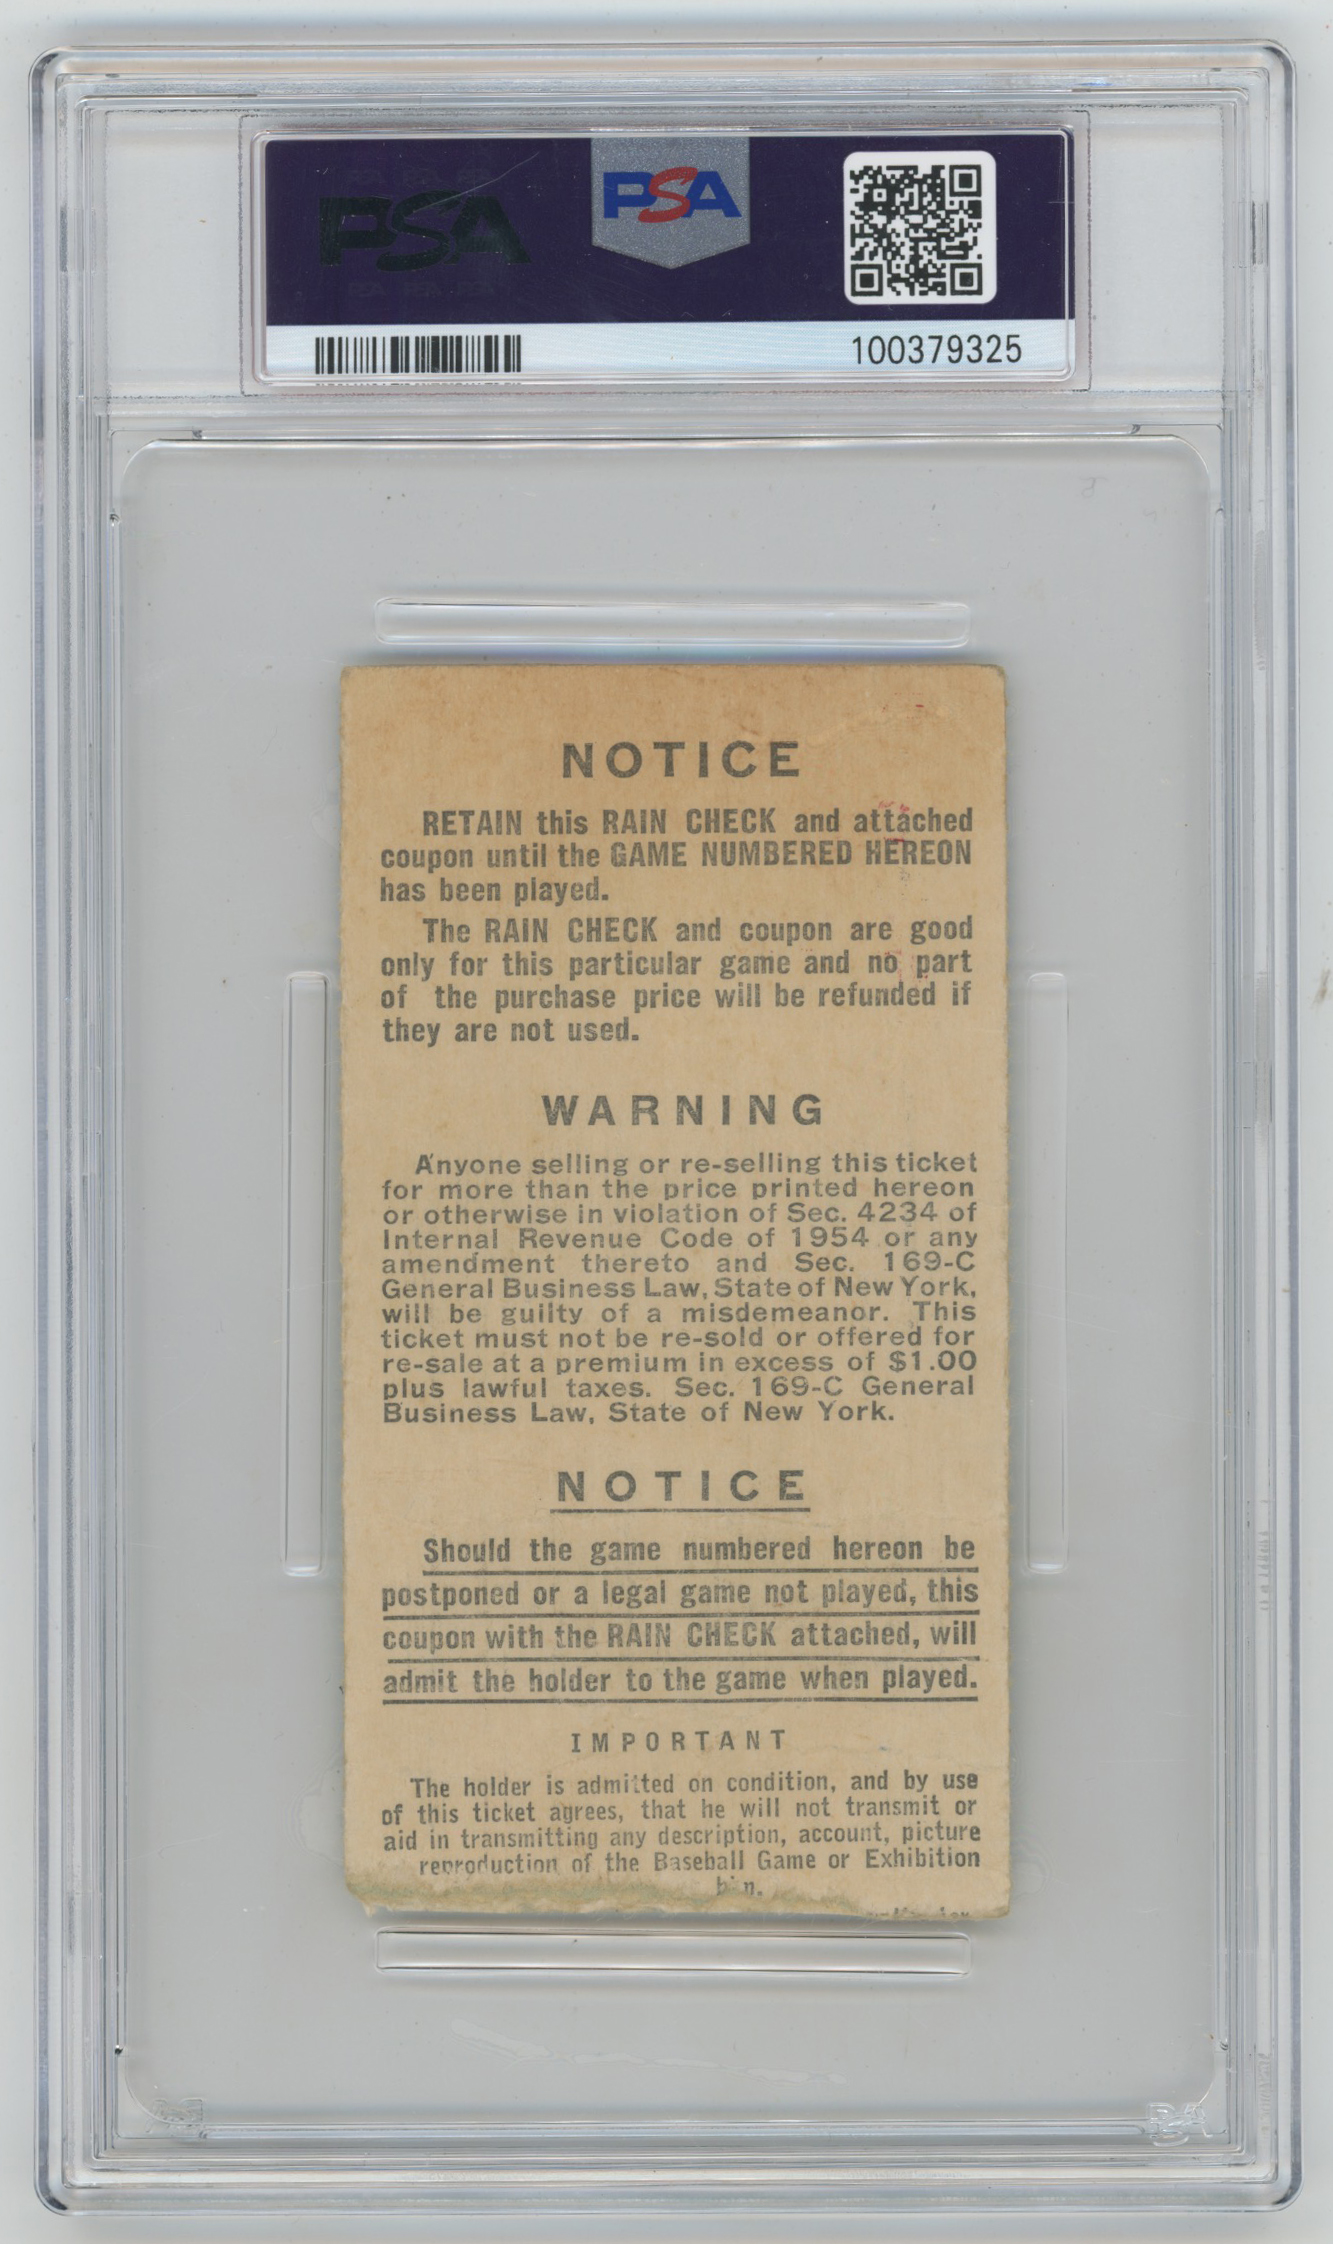 PSA
PSA
100379325
NOTICE
RETAIN this RAIN CHECK and attached
coupon until the GAME NUMBERED HEREON
has been played.
The RAIN CHECK and coupon are good
only for this particular game and no part
of the purchase price will be refunded if
they are not used.
WARNING
Anyone selling or re-selling this ticket
for more than the price printed hereon
or otherwise in violation of Sec. 4234 of
Internal Revenue Code of 1954 or any
amendment thereto and Sec. 169-C
General Business Law, State of New York,
will be guilty of a misdemeanor. This
ticket must not be re-sold or offered for
re-sale at a premium in excess of $1.00
plus lawful taxes. Sec. 169-C General
Business Law, State of New York.
NOTICE
Should the game numbered hereon be
postponed or a legal game not played, this
coupon with the RAIN CHECK attached, will
admit the holder to the game when played.
IMPORTANT
The holder is admitted on condition, and by use
of this ticket agrees, that he will not transmit or
aid in transmitting any description, account, picture
reproduction of the Baseball Game or Exhibition